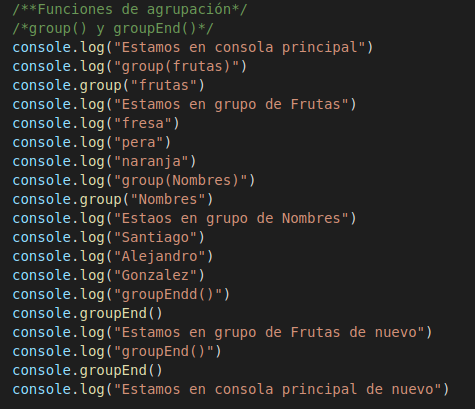 /**Funciones de agrupación*/
/*group() y groupEnd()*/
console.log("Estamos en consola principal")
console.log("group(frutas)")
console.group("frutas")
console.log("Estamos en grupo de Frutas")
console.log("fresa")
console.log("pera")
console.log("naranja")
console.log("group(Nombres)")
console.group("Nombres")
console.log("Estaos en grupo de Nombres")
console.log("Santiago")
console.log("Alejandro")
console.log("Gonzalez")
console.log("groupEndd()")
console.groupEnd()
console.log("Estamos en grupo de Frutas de nuevo")
console.log("groupEnd()")
console.groupEnd()
console.log("Estamos en consola principal de nuevo")